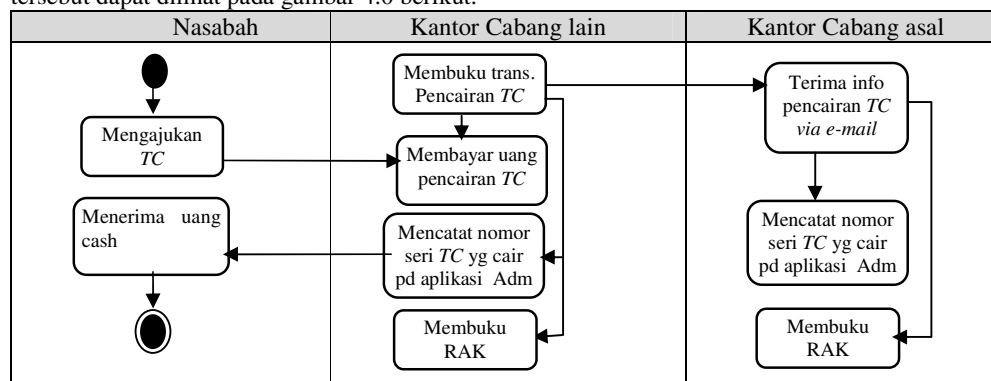 tersebut dapat dilihat pada gambar 4.6 berikut:
Nasabah
Kantor Cabang lain
Kantor Cabang asal
Mengajukan
TC
Menerima uang
cash
Membuku trans.
Pencairan TC
Membayar uang
pencairan TC
Mencatat nomor
seri TC yg cair
pd aplikasi Adm
Membuku
RAK
Terima info
pencairan TC
via e-mail
Mencatat nomor
seri TC yg cair
pd aplikasi Adm
Membuku
RAK